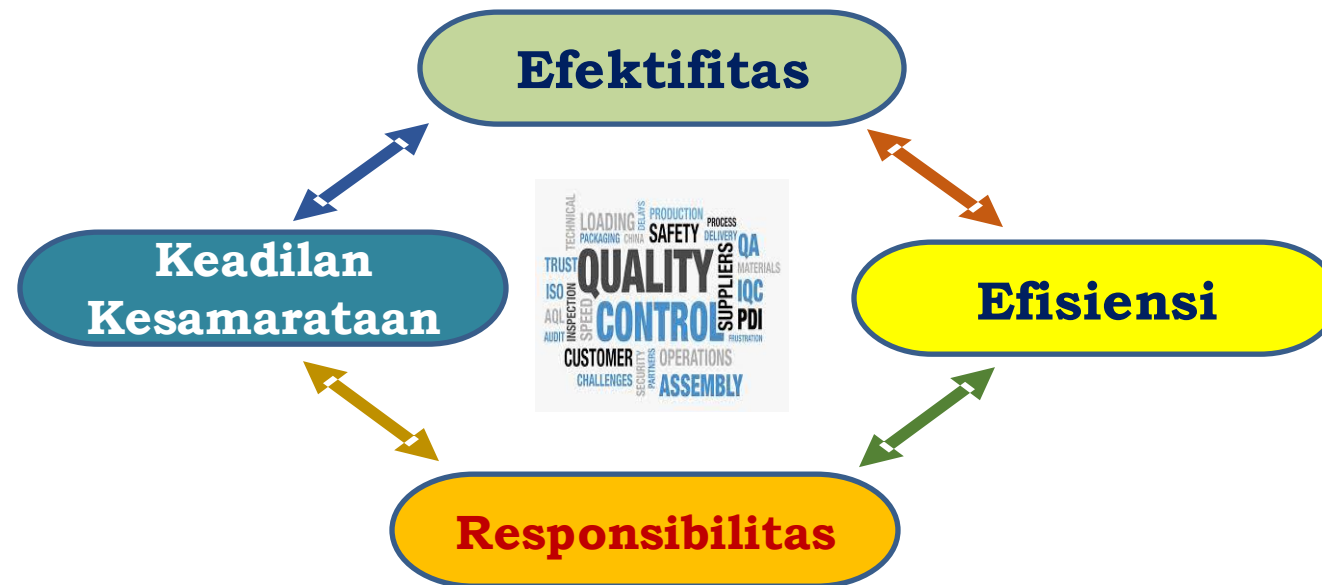 Efektifitas
Keadilan
Kesamarataan
Efisiensi
Responsibilitas
TECHNICAL
LOADING
DELAYS
PRODUCTION
PROCESS
PACKAGING
CHINA
SAFETY
DELIVERY
QA
TRUST
QUALITY
SUPPLIERS
MATERIALS
ISO
INSPECTION
SPEED
CONTROL
IQC
AQL
PDI
AUDIT
FRUSTRATION
CUSTOMER
SECURITY
PARTNERS
OPERATIONS
CHALLENGES
ASSEMBLY